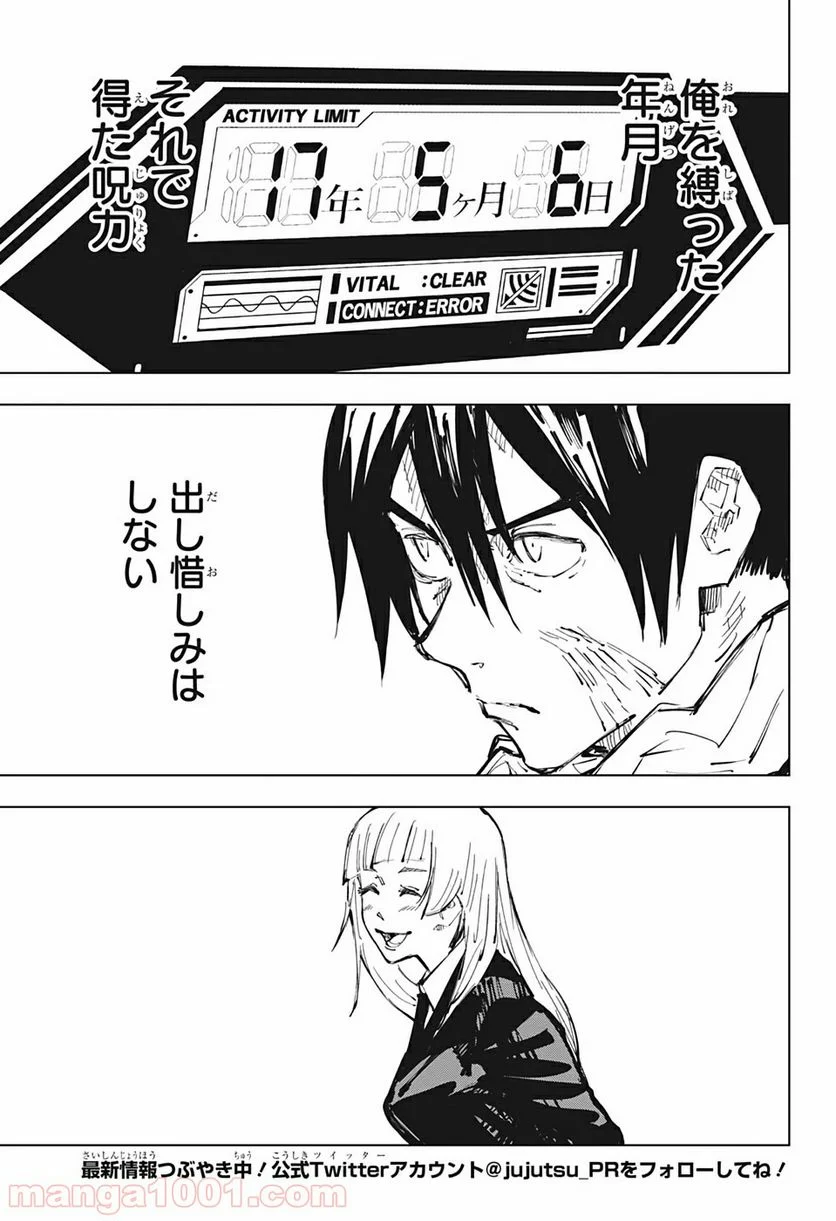 俺を縛った
年月
それで
得た呪力
ACTIVITY LIMIT
17年 5ヶ月 6日
VITAL :CLEAR
CONNECT:ERROR
出し惜しみは
しない
最新情報つぶやき中！公式Twitterアカウント@jujutsu_PRをフォローしてね！
manga1001.com